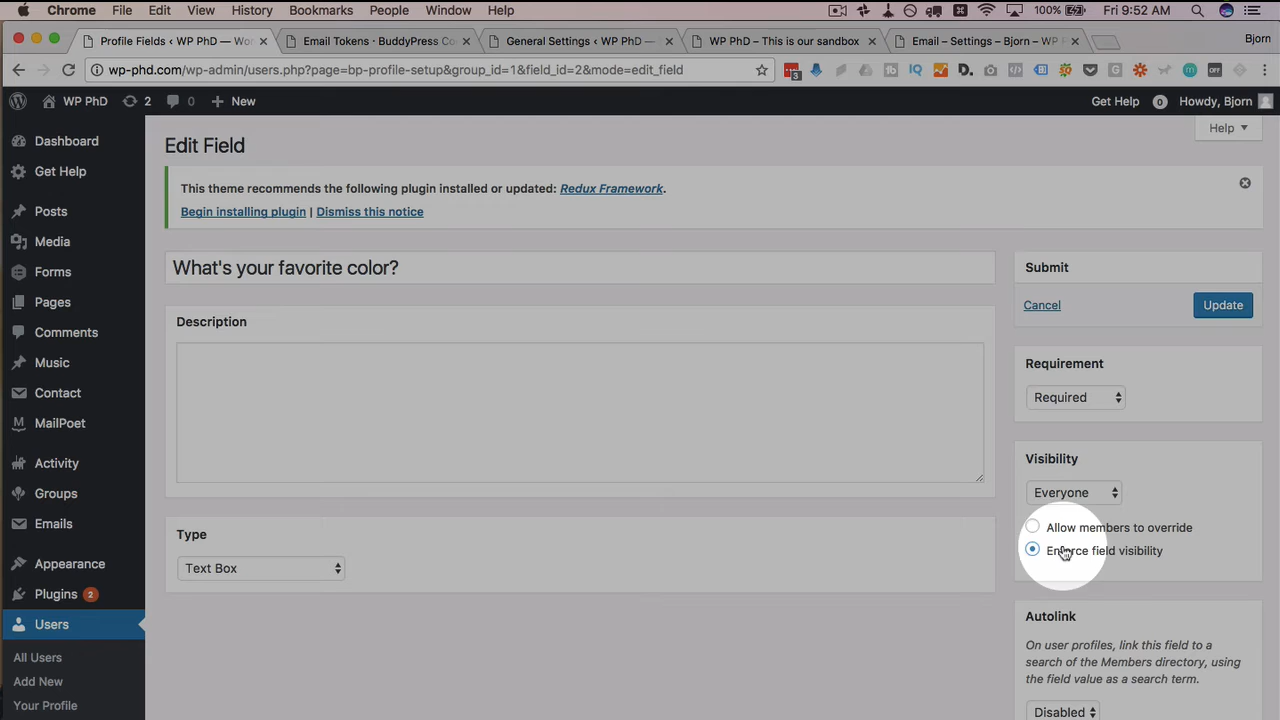 Chrome File Edit View History Bookmarks People Window Help 100% Fri 9:52 AM
Profile Fields ‹ WP PhD — Wor Email Tokens · BuddyPress Co General Settings ‹ WP PhD — WP PhD – This is our sandbox Email – Settings – Bjorn – WP Bjorn
wp-phd.com/wp-admin/users.php?page=bp-profile-setup&group_id=1&field_id=2&mode=edit_field
WP PhD 2 0 New Get Help 0 Howdy, Bjorn
Help
Dashboard
Get Help
Posts
Media
Forms
Pages
Comments
Music
Contact
MailPoet
Activity
Groups
Emails
Appearance
Plugins 2
Users
All Users
Add New
Your Profile
Edit Field
This theme recommends the following plugin installed or updated: Redux Framework.
Begin installing plugin | Dismiss this notice
What's your favorite color?
Description
Type
Text Box
Submit
Cancel Update
Requirement
Required
Visibility
Everyone
Allow members to override
Enforce field visibility
Autolink
On user profiles, link this field to a
search of the Members directory, using
the field value as a search term.
Disabled